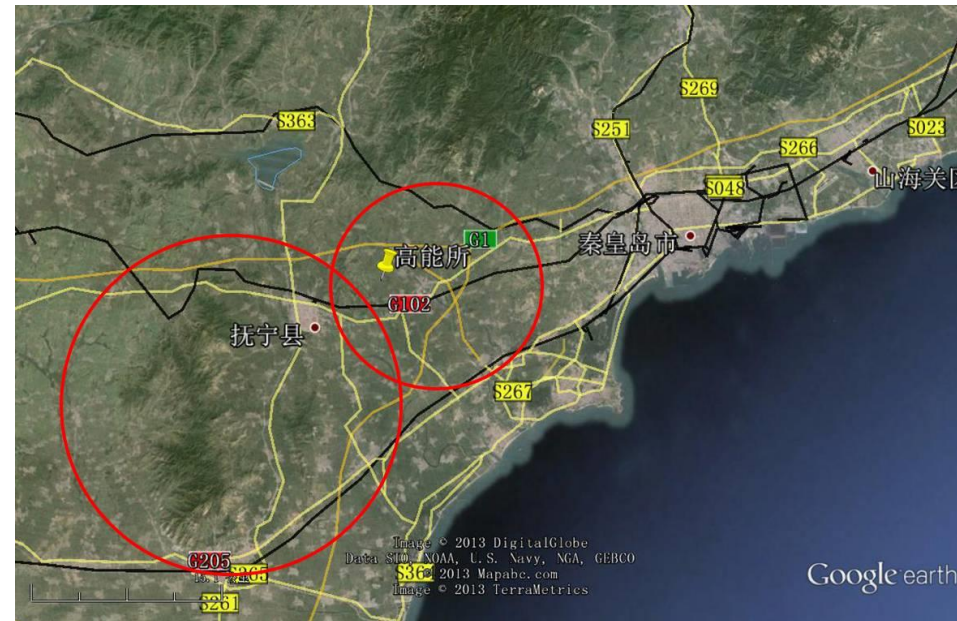 S363
S269
S251
S266
S023
S048
山海关区
G1
秦皇岛市
高能所
G102
抚宁县
S267
G205
S261
Image © 2013 DigitalGlobe
Data SIO, NOAA, U.S. Navy, NGA, GEBCO
© 2013 Mapabc.com
Image © 2013 TerraMetrics
Google earth